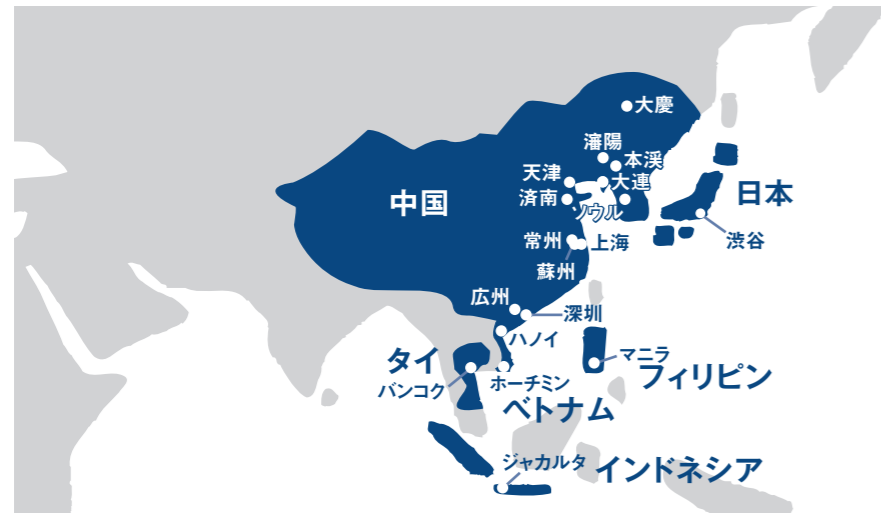 大慶
瀋陽
本渓
天津
大連
済南
ソウル
中国
日本
渋谷
常州
上海
蘇州
広州
深圳
ハノイ
タイ
バンコク
ホーチミン
ベトナム
マニラ
フィリピン
ジャカルタ
インドネシア